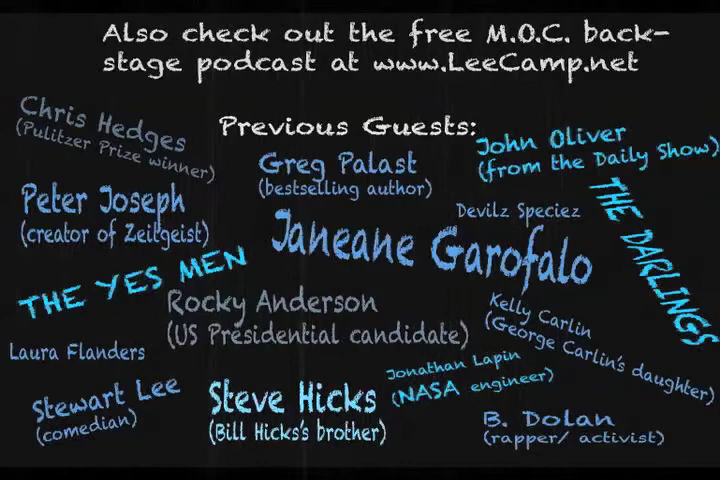 Also check out the free M.O.C. back-
stage podcast at www.LeeCamp.net
Previous Guests:
Chris Hedges
(Pulitzer Prize winner)
Greg Palast
(bestselling author)
John Oliver
(from the Daily Show)
Peter Joseph
(creator of Zeitgeist)
Devilz Speciez
Janeane Garofalo
THE DARLINGS
THE YES MEN
Rocky Anderson
(US Presidential candidate)
Kelly Carlin
(George Carlin's daughter)
Laura Flanders
Jonathan Lapin
(NASA engineer)
Stewart Lee
(comedian)
Steve Hicks
(Bill Hicks's brother)
B. Dolan
(rapper/ activist)